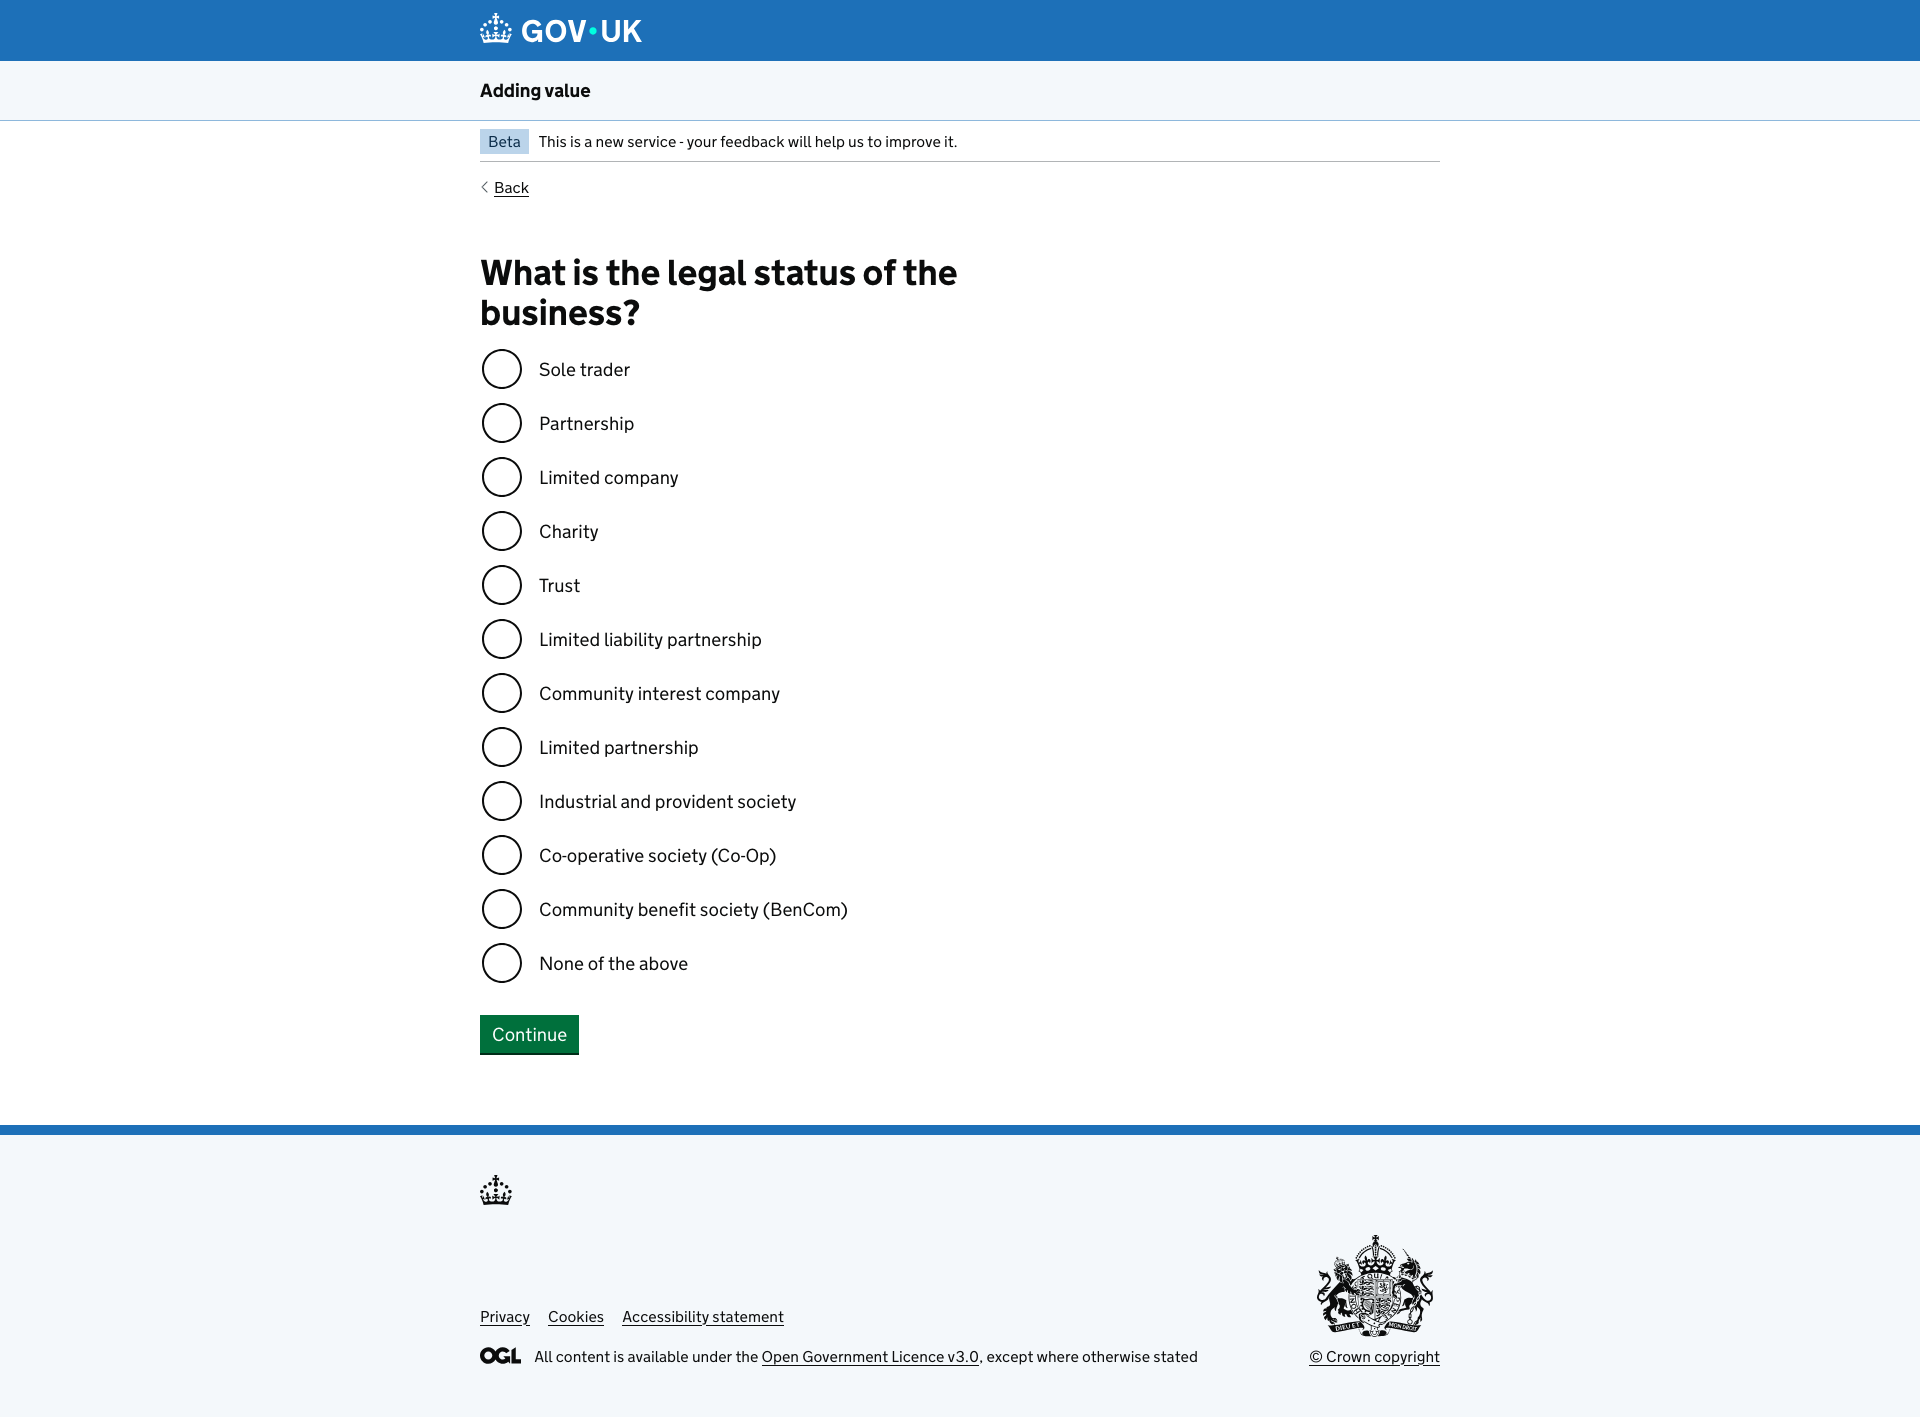 GOV·UK
Adding value
Beta This is a new service - your feedback will help us to improve it.
Back
What is the legal status of the
business?
Sole trader
Partnership
Limited company
Charity
Trust
Limited liability partnership
Community interest company
Limited partnership
Industrial and provident society
Co-operative society (Co-Op)
Community benefit society (BenCom)
None of the above
Continue
Privacy Cookies Accessibility statement
OGL All content is available under the Open Government Licence v3.0, except where otherwise stated
© Crown copyright